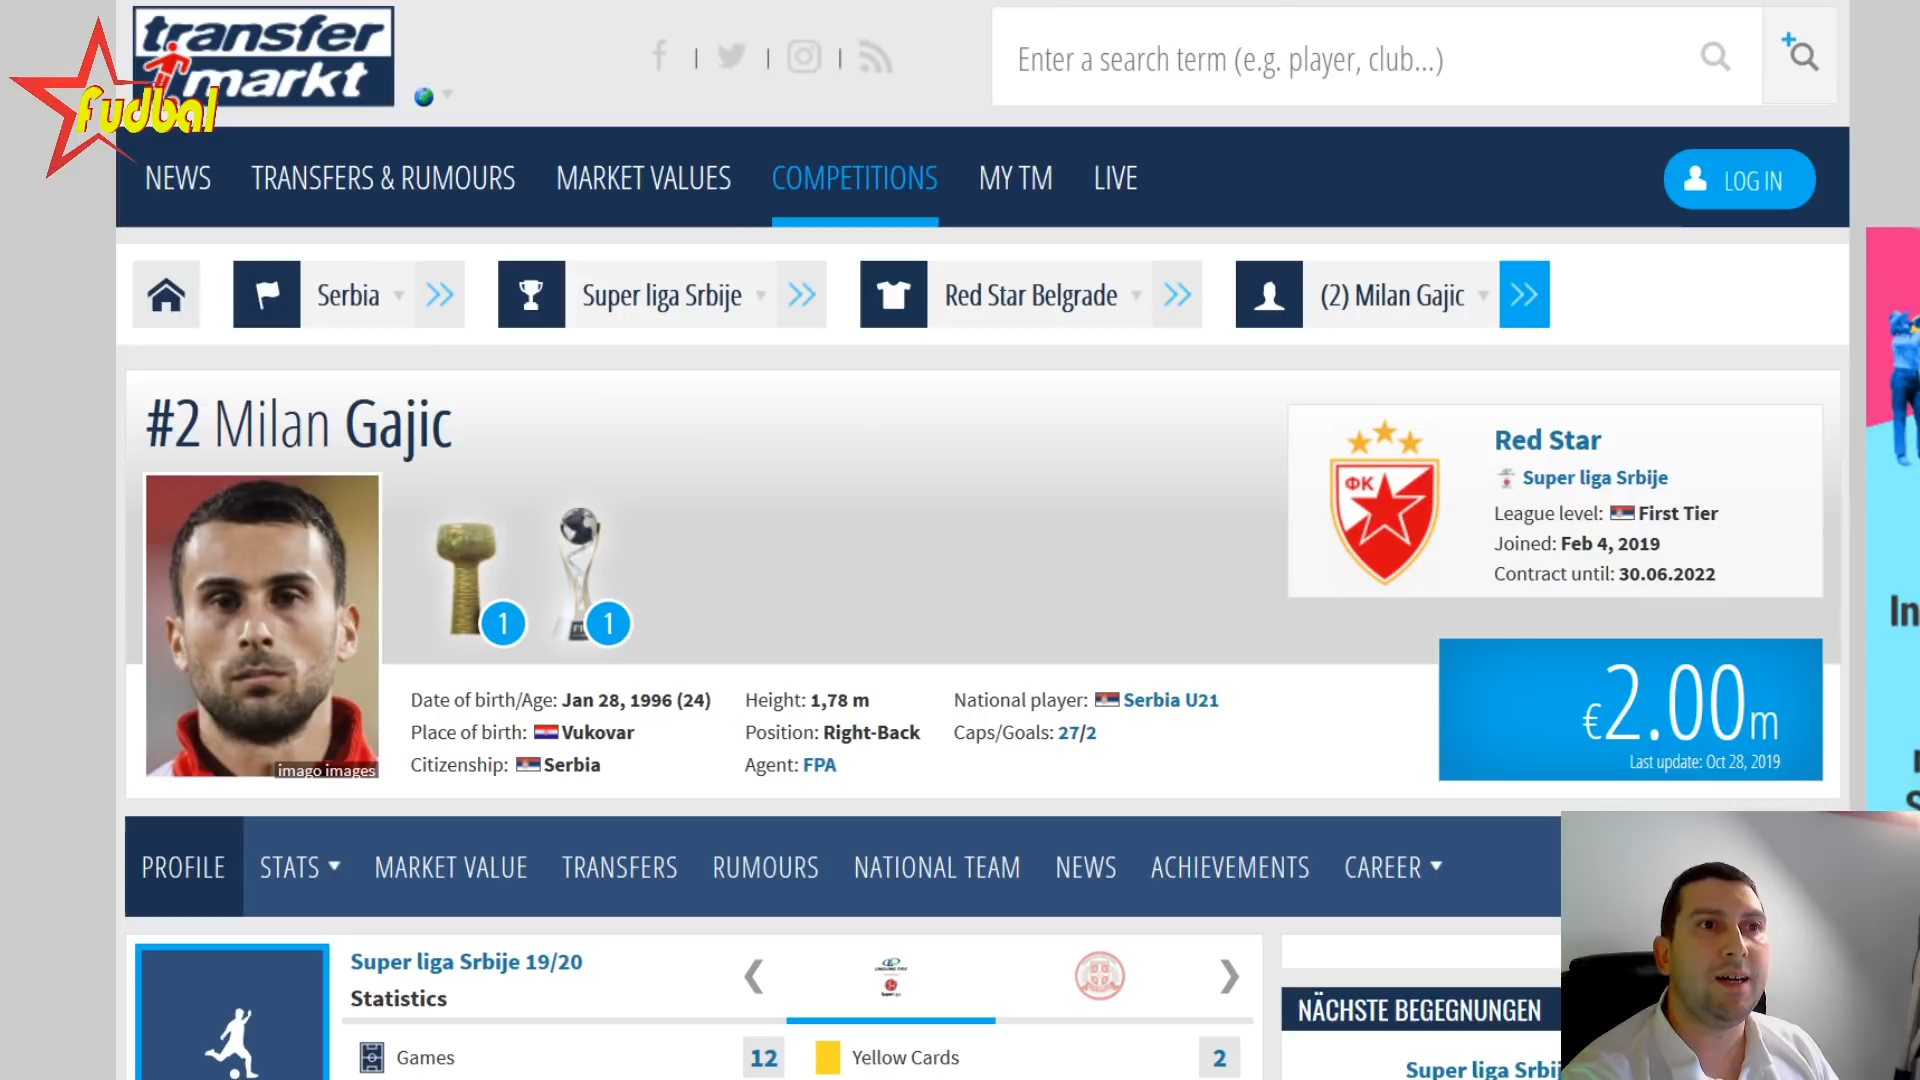 transfer
markt
fudbal
Enter a search term (e.g. player, club...)
NEWS
TRANSFERS & RUMOURS
MARKET VALUES
COMPETITIONS
MY TM
LIVE
LOG IN
Serbia
Super liga Srbije
Red Star Belgrade
(2) Milan Gajic
#2 Milan Gajic
1
1
ФК
Red Star
Super liga Srbije
League level: First Tier
Joined: Feb 4, 2019
Contract until: 30.06.2022
imago images
Date of birth/Age: Jan 28, 1996 (24)
Place of birth: Vukovar
Citizenship: Serbia
Height: 1,78 m
Position: Right-Back
Agent: FPA
National player: Serbia U21
Caps/Goals: 27/2
€2.00m
Last update: Oct 28, 2019
In
PROFILE
STATS
MARKET VALUE
TRANSFERS
RUMOURS
NATIONAL TEAM
NEWS
ACHIEVEMENTS
CAREER
Super liga Srbije 19/20
Statistics
Games
12
Yellow Cards
2
NÄCHSTE BEGEGNUNGEN
Super liga Srbij